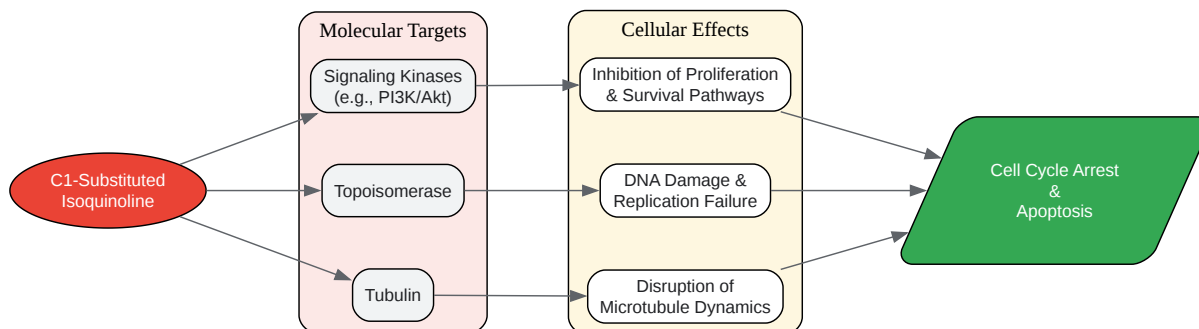 Molecular Targets
Cellular Effects
Signaling Kinases
(e.g., PI3K/Akt)
Inhibition of Proliferation
& Survival Pathways
C1-Substituted
Isoquinoline
Topoisomerase
DNA Damage &
Replication Failure
Cell Cycle Arrest
&
Apoptosis
Tubulin
Disruption of
Microtubule Dynamics